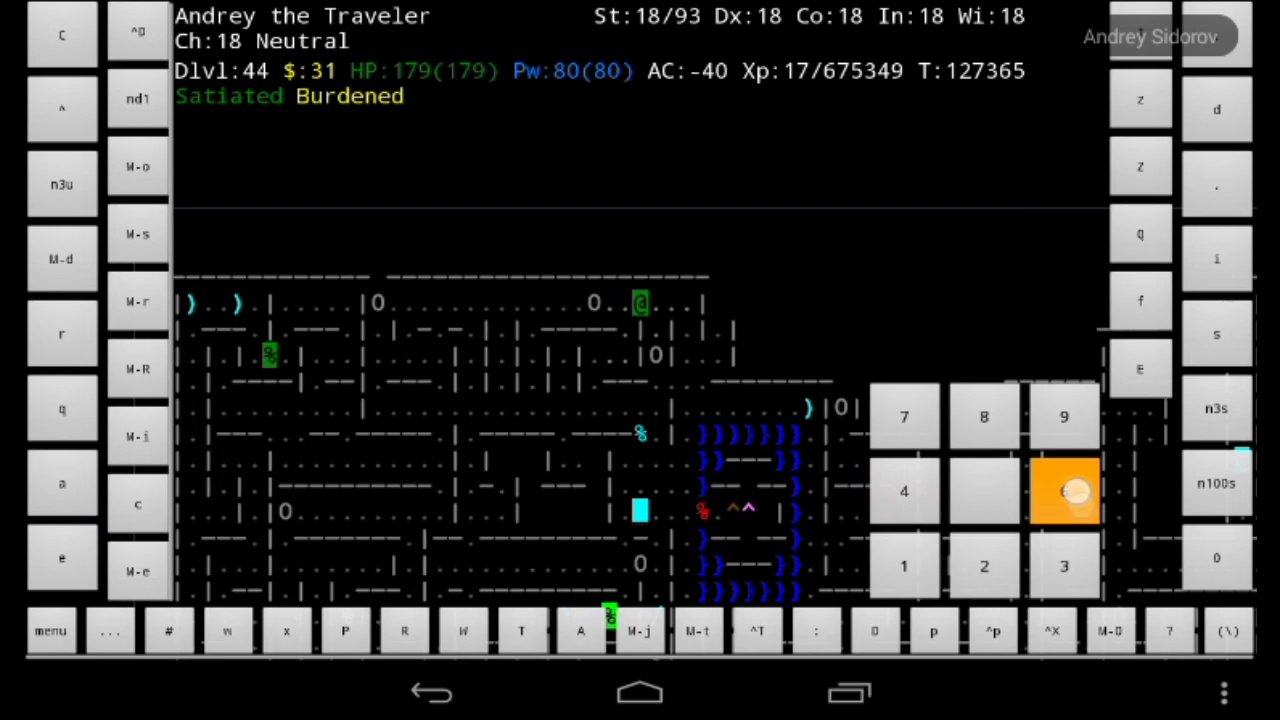 Andrey the Traveler St:18/93 Dx:18 Co:18 In:18 Wi:18
Ch:18 Neutral
Dlvl:44 $:31 HP:179(179) Pw:80(80) AC:-40 Xp:17/675349 T:127365
Satiated Burdened
Andrey Sidorov
C ^D
^ nd1
n3u M-o
M-d M-s
r M-r
q M-R
a M-i
e c
M-e
z d
Z .
q i
f s
E n3s
n100s
0
7 8 9
4 6
1 2 3
menu ... # w x P R W T A M-j M-t ^T : D p ^p ^X M-D ? (\)